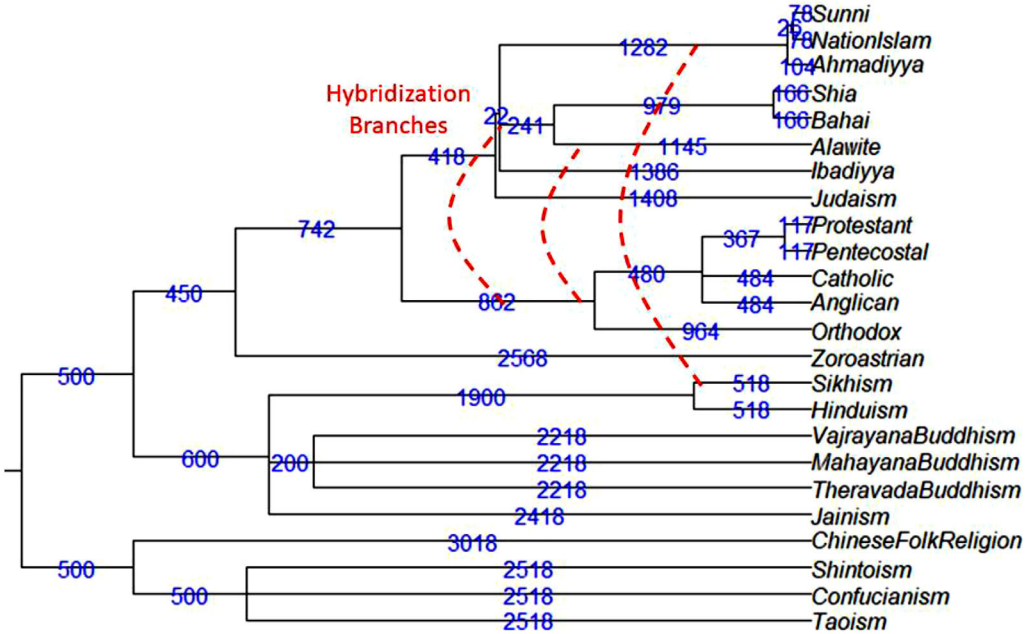 78 Sunni
26
78 NationIslam
1282
104 Ahmadiyya
Hybridization
Branches
979
166 Shia
22
241
166 Bahai
1145 Alawite
418
1386 Ibadiyya
1408 Judaism
742
367
117 Protestant
117 Pentecostal
480
484 Catholic
862
484 Anglican
964 Orthodox
450
2568 Zoroastrian
500
518 Sikhism
1900
518 Hinduism
2218 VajrayanaBuddhism
600
200
2218 MahayanaBuddhism
2218 TheravadaBuddhism
2418 Jainism
3018 ChineseFolkReligion
500
2518 Shintoism
500
2518 Confucianism
2518 Taoism